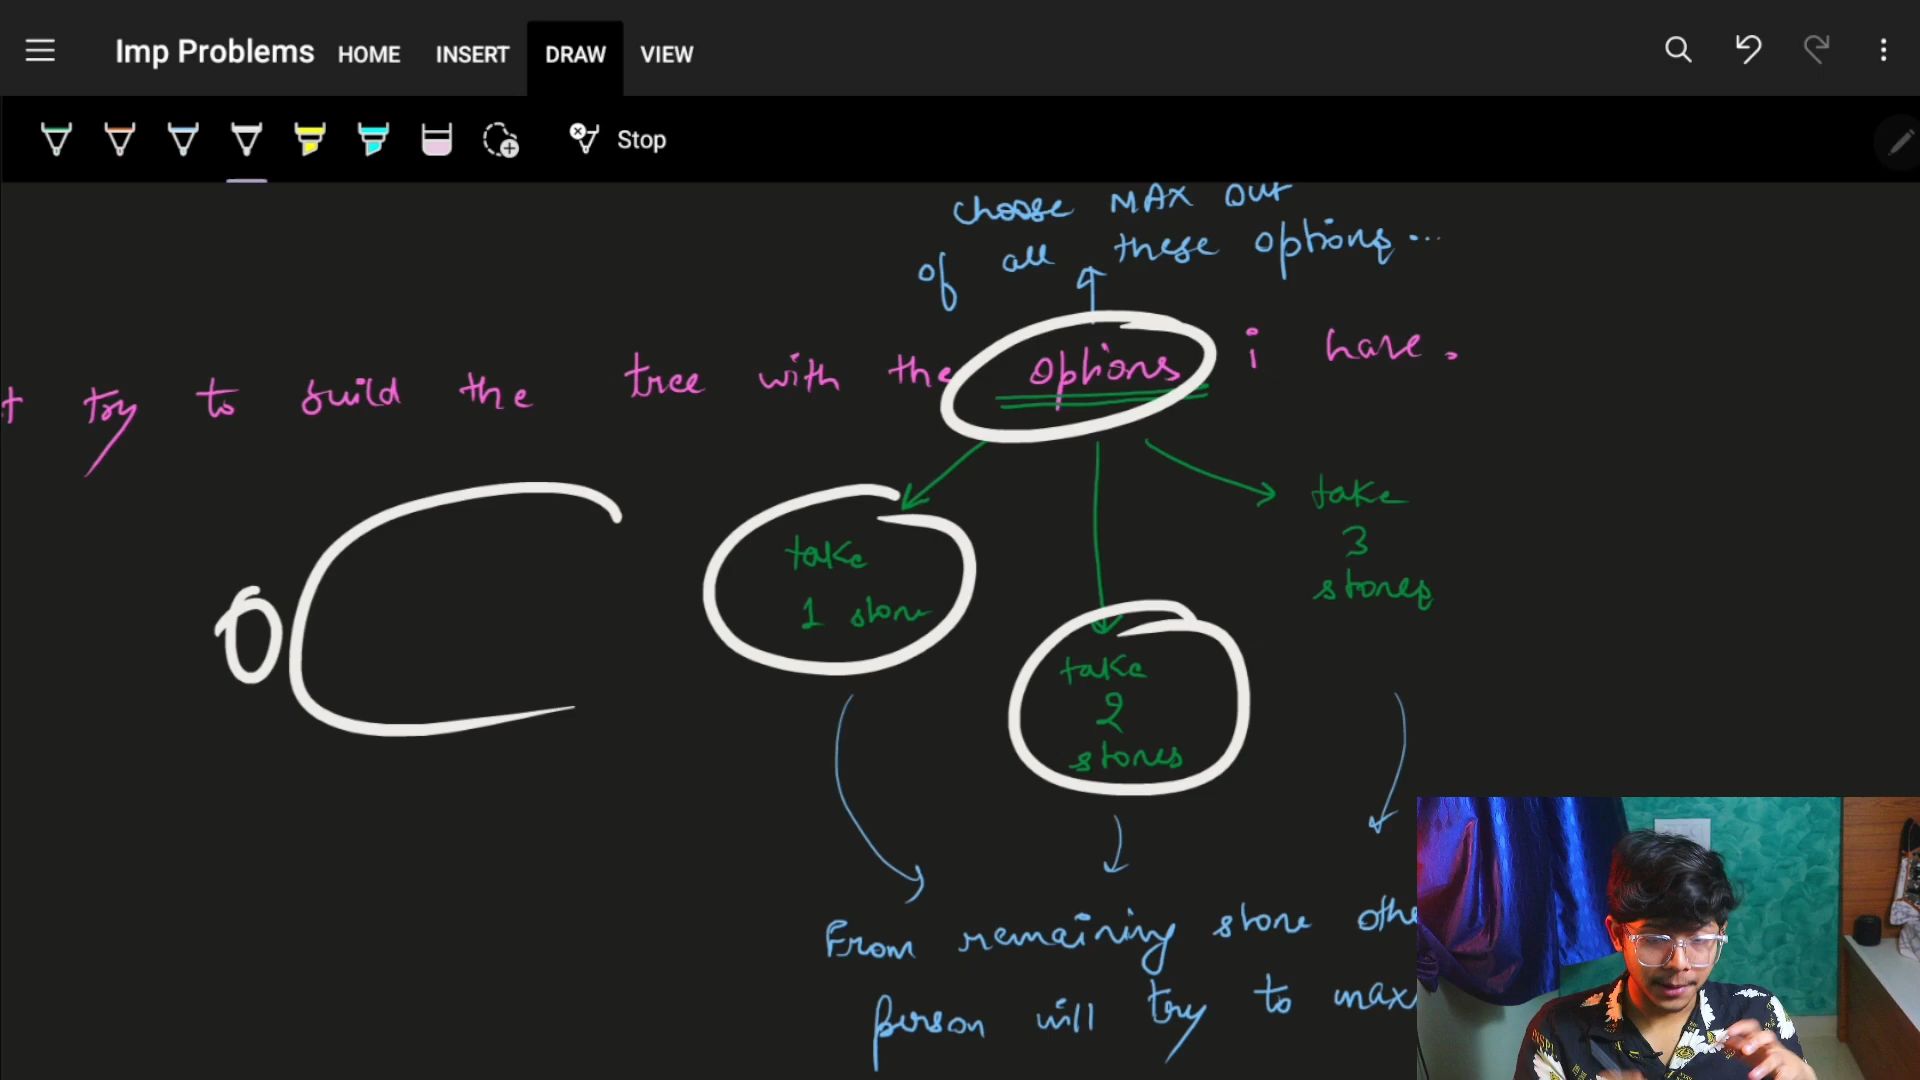 Imp Problems HOME INSERT DRAW VIEW
Stop
choose MAX out
of all these options...
try to build the tree with the options i have.
take
1 stone
take
2
stones
take
3
stones
0
From remaining stone
person will try to max